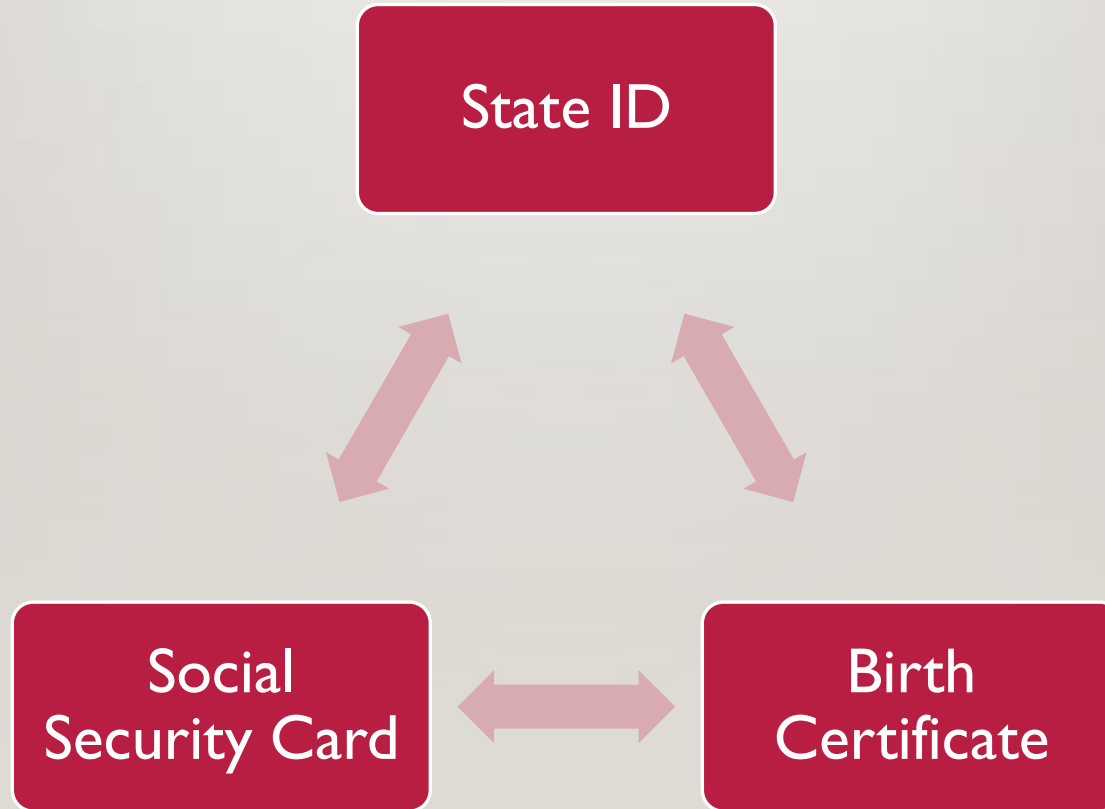 State ID
Social
Security Card
Birth
Certificate